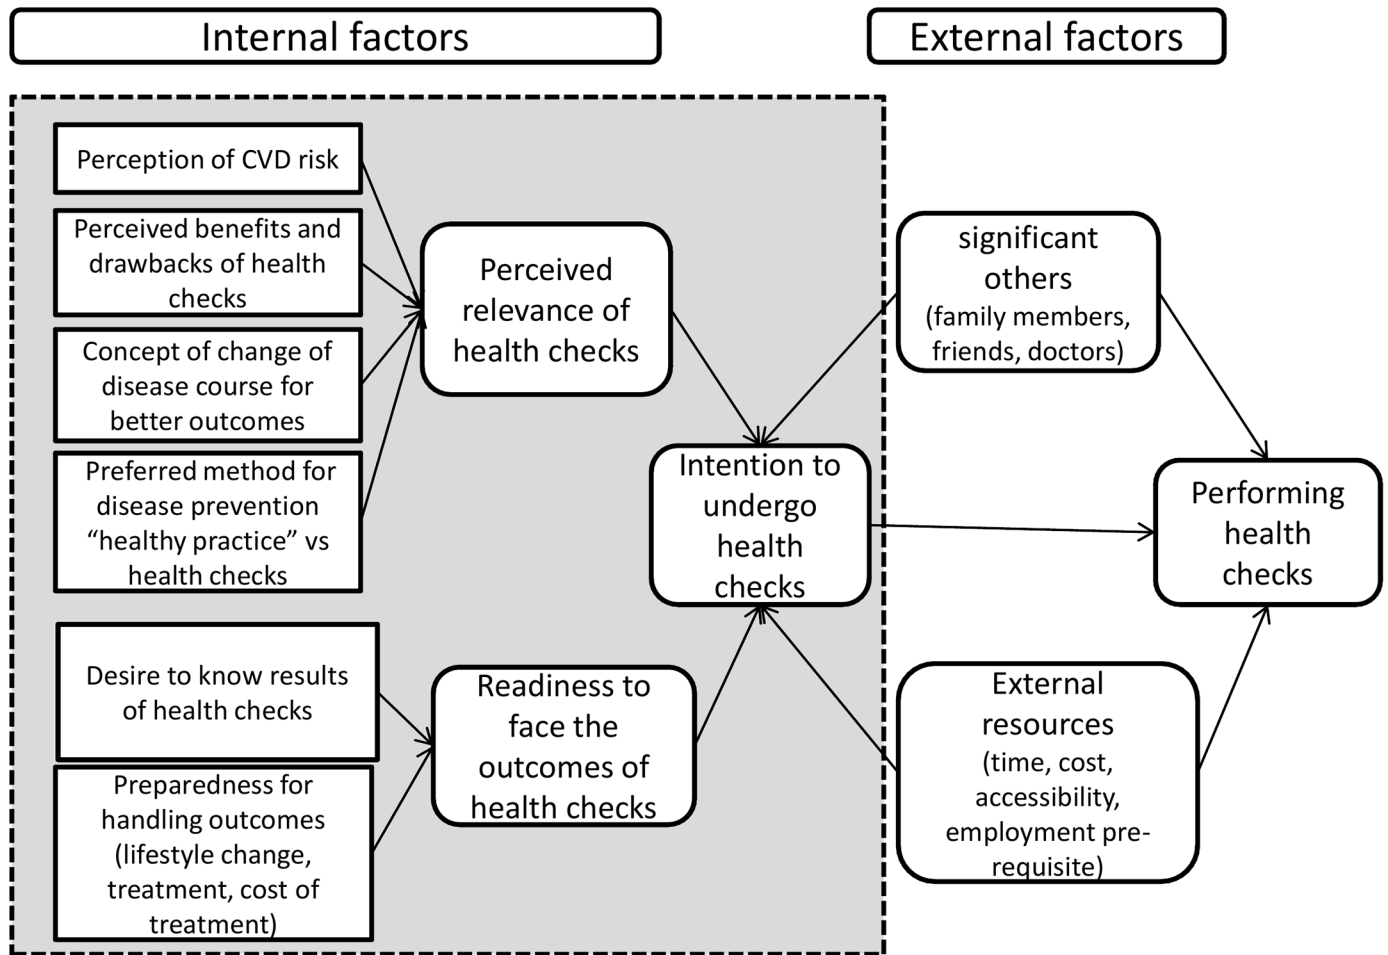 Internal factors
External factors
Perception of CVD risk
Perceived benefits and
drawbacks of health
checks
Concept of change of
disease course for
better outcomes
Preferred method for
disease prevention
“healthy practice” vs
health checks
Desire to know results
of health checks
Preparedness for
handling outcomes
(lifestyle change,
treatment, cost of
treatment)
Perceived
relevance of
health checks
Readiness to
face the
outcomes of
health checks
Intention to
undergo
health
checks
significant
others
(family members,
friends, doctors)
External
resources
(time, cost,
accessibility,
employment pre-
requisite)
Performing
health
checks